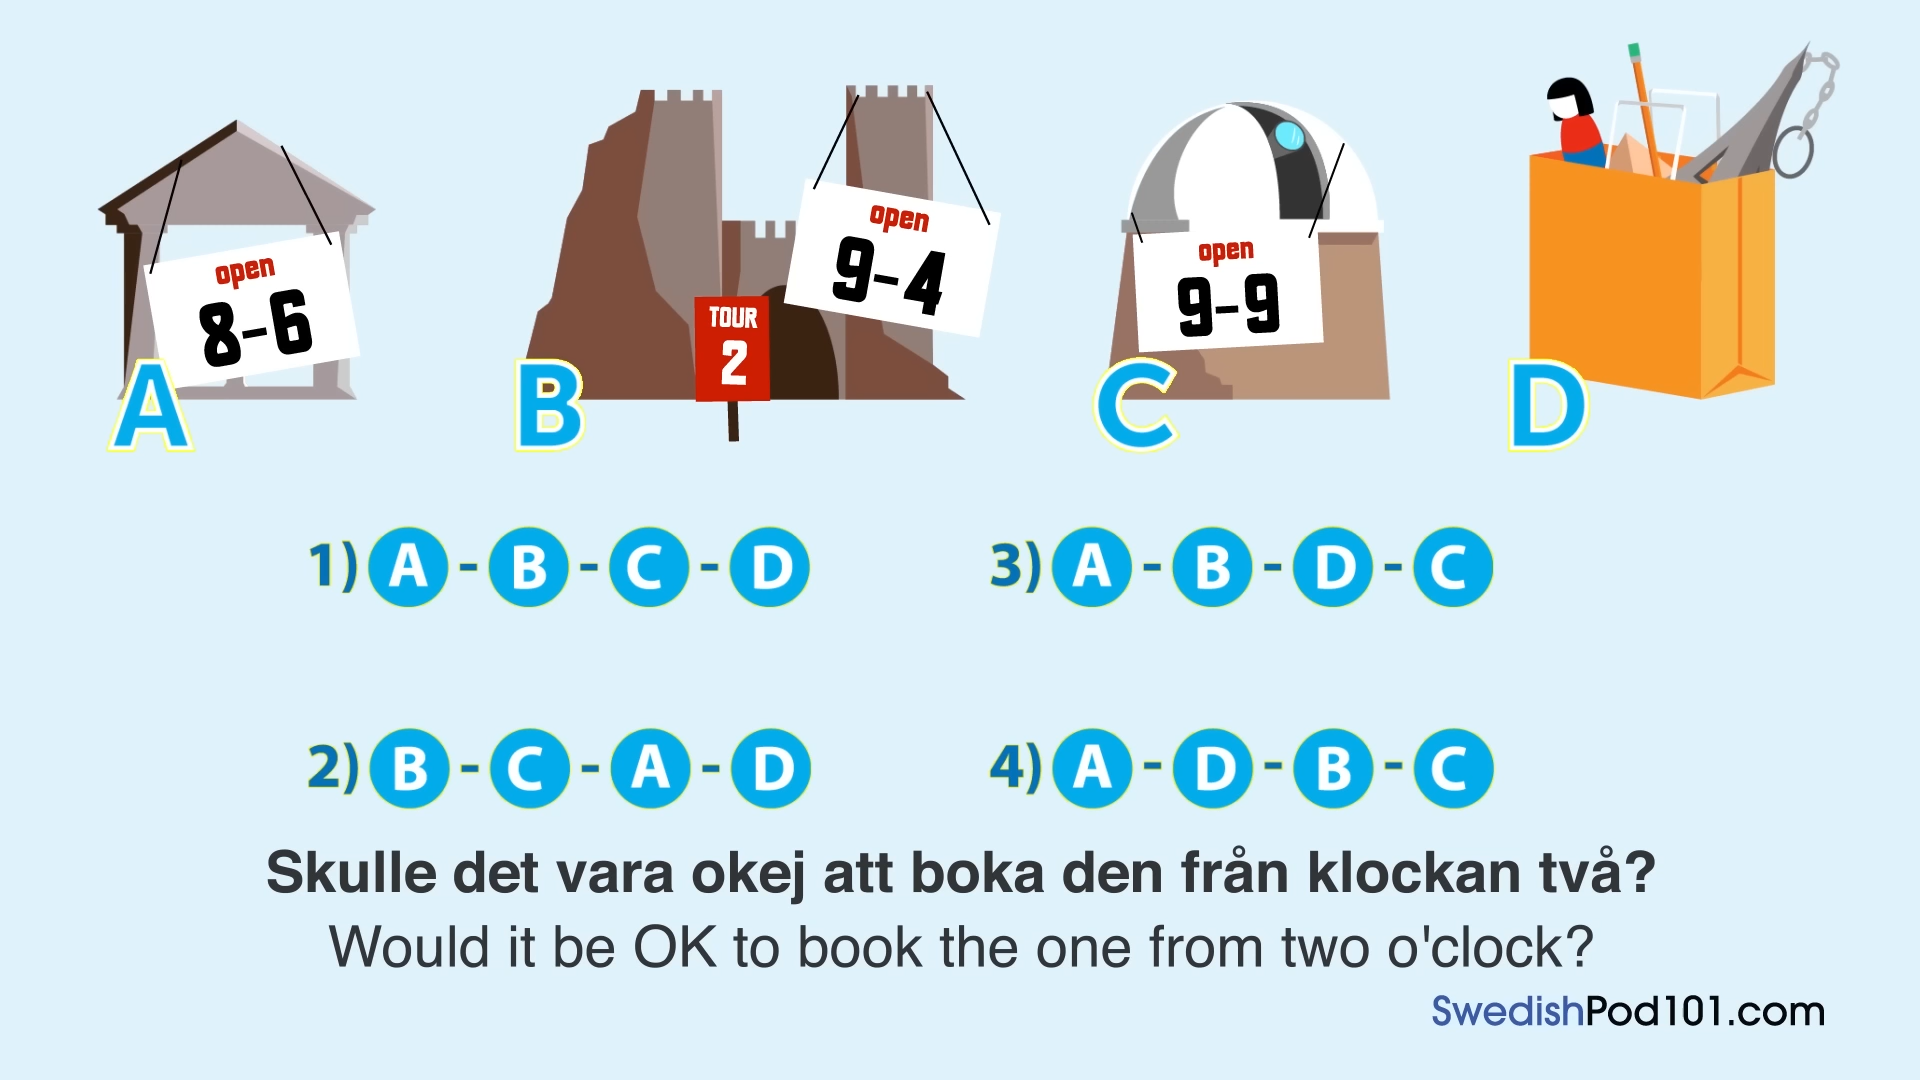 open
8-6
A
TOUR
2
open
9-4
B
open
9-9
C
D
1) A - B - C - D
3) A - B - D - C
2) B - C - A - D
4) A - D - B - C
Skulle det vara okej att boka den från klockan två?
Would it be OK to book the one from two o'clock?
SwedishPod101.com